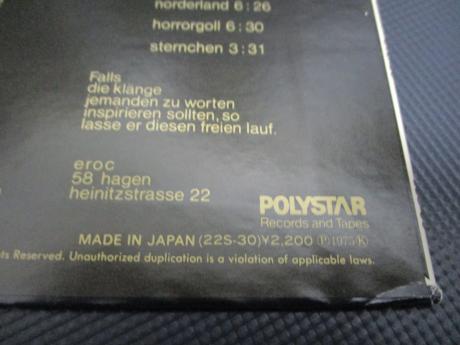 norderland 6:26
horrorgoll 6:30
sternchen 3:31
Falls
die klänge
jemanden zu worten
inspirieren sollten, so
lasse er diesen freien lauf.
eroc
58 hagen
heinitzstrasse 22
POLYSTAR
Records and Tapes
MADE IN JAPAN (22S-30) ¥2,200 Ⓟ1975(K)
Reserved. Unauthorized duplication is a violation of applicable laws.